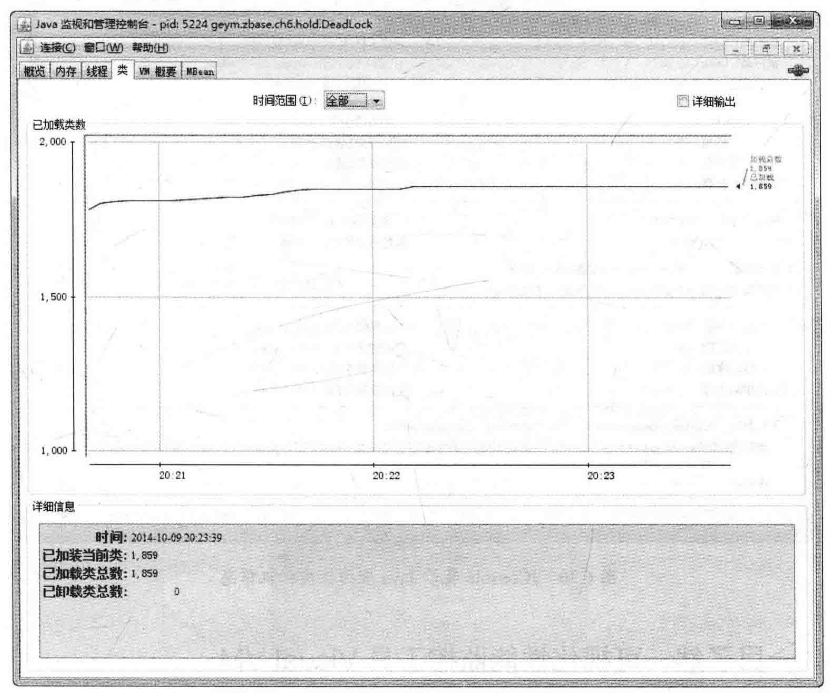 Java 监视和管理控制台 - pid: 5224 geym.zbase.ch6.hold.DeadLock
连接(C) 窗口(W) 帮助(H)
概览 内存 线程 类 VM 概要 MBean
时间范围(I): 全部 详细输出
已加载类数
2,000
加载总数
1,859
已加载
1,859
1,500
1,000
20:21 20:22 20:23
详细信息
时间: 2014-10-09 20:23:39
已加装当前类: 1,859
已加载类总数: 1,859
已卸载类总数: 0